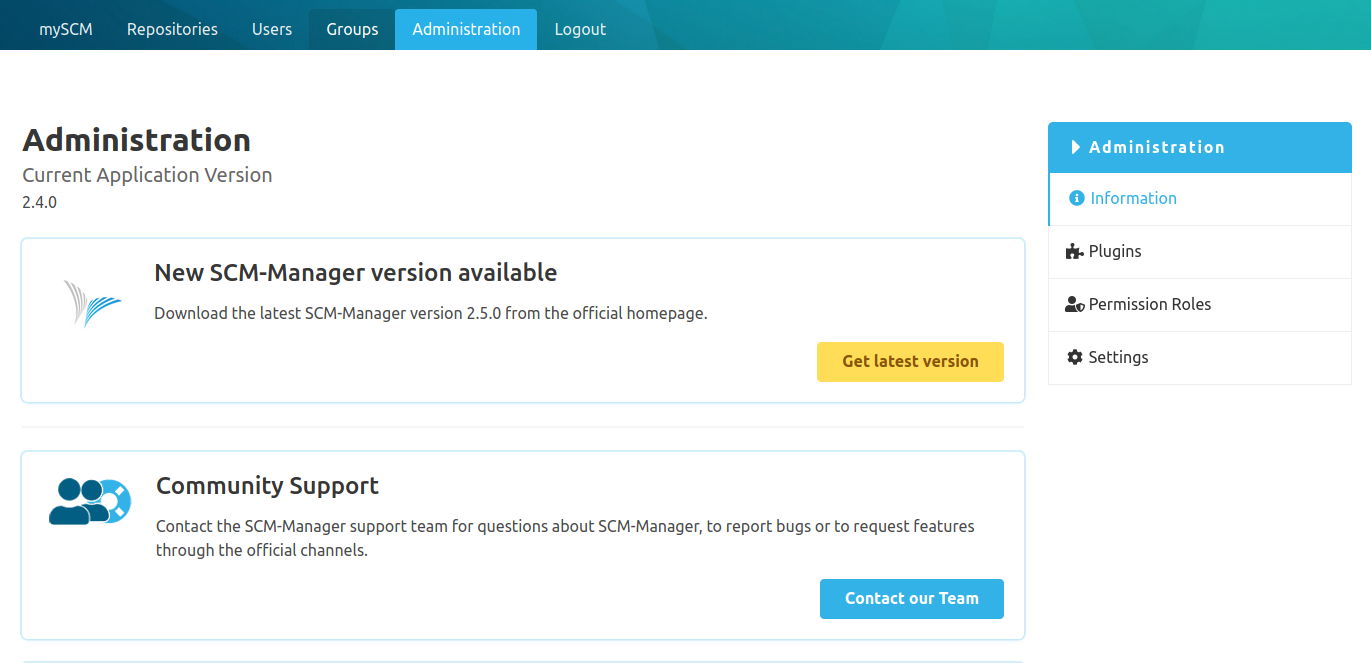 mySCM Repositories Users Groups Administration Logout
Administration
Current Application Version
2.4.0
New SCM-Manager version available
Download the latest SCM-Manager version 2.5.0 from the official homepage.
Get latest version
Community Support
Contact the SCM-Manager support team for questions about SCM-Manager, to report bugs or to request features
through the official channels.
Contact our Team
Administration
Information
Plugins
Permission Roles
Settings